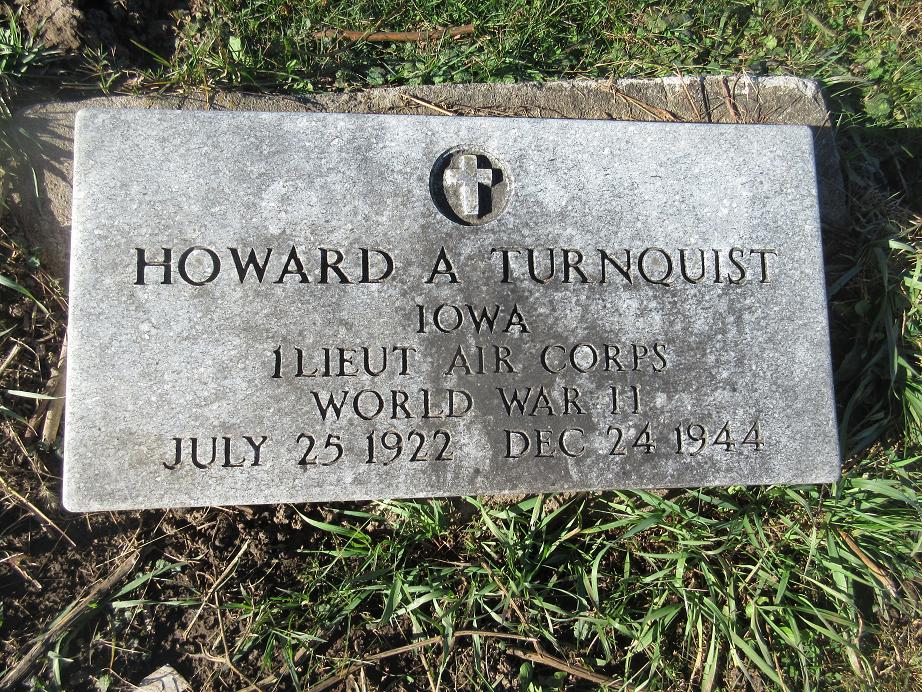 HOWARD A TURNQUIST
IOWA
1 LIEUT AIR CORPS
WORLD WAR II
JULY 25 1922 DEC 24 1944